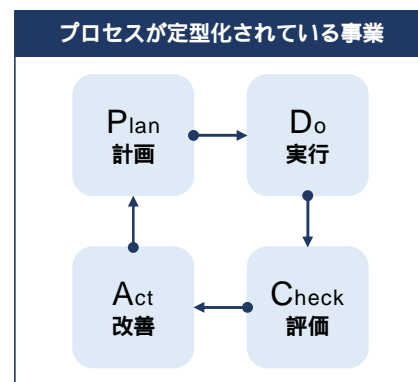 プロセスが定型化されている事業
Plan
計画
Do
実行
Act
改善
Check
評価